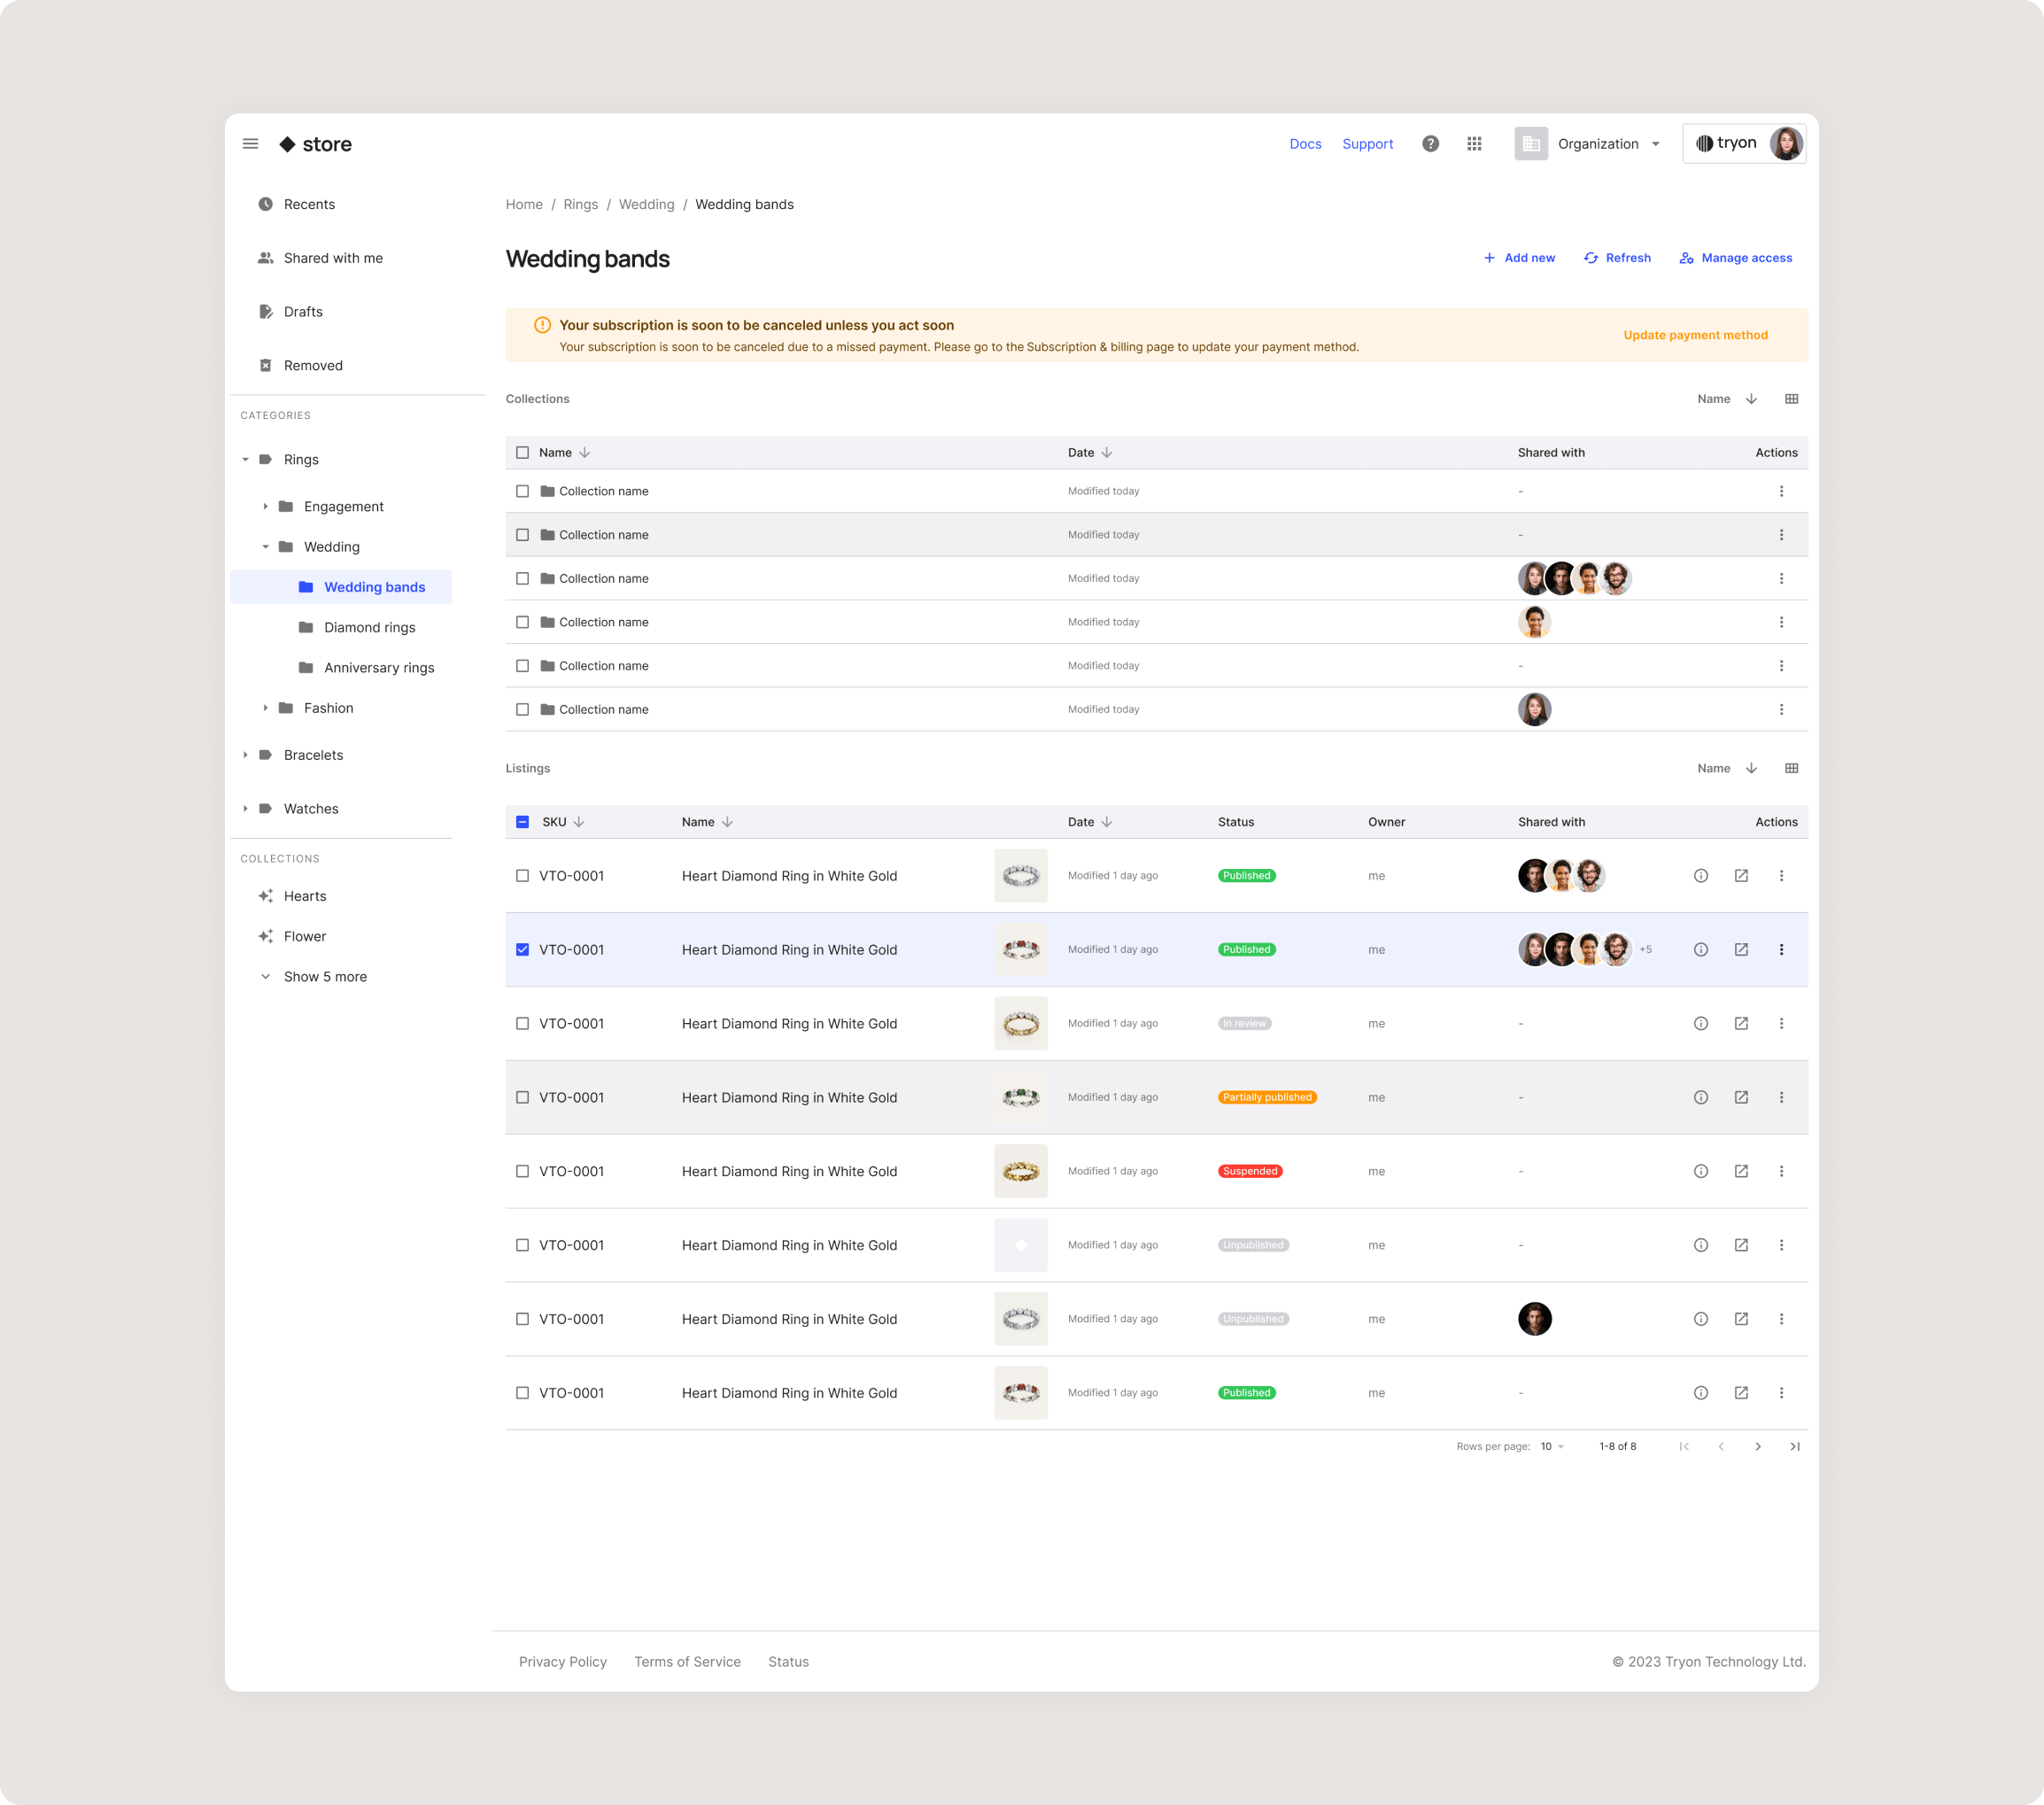 store
Docs Support Organization tryon
Recents
Shared with me
Drafts
Removed
CATEGORIES
Rings
Engagement
Wedding
Wedding bands
Diamond rings
Anniversary rings
Fashion
Bracelets
Watches
COLLECTIONS
Hearts
Flower
Show 5 more
Home / Rings / Wedding / Wedding bands
Wedding bands
Add new Refresh Manage access
Your subscription is soon to be canceled unless you act soon
Your subscription is soon to be canceled due to a missed payment. Please go to the Subscription & billing page to update your payment method.
Update payment method
Collections Name
Name Date Shared with Actions
Collection name Modified today -
Collection name Modified today -
Collection name Modified today
Collection name Modified today
Collection name Modified today -
Collection name Modified today
Listings Name
SKU Name Date Status Owner Shared with Actions
VTO-0001 Heart Diamond Ring in White Gold Modified 1 day ago Published me
VTO-0001 Heart Diamond Ring in White Gold Modified 1 day ago Published me +5
VTO-0001 Heart Diamond Ring in White Gold Modified 1 day ago In review me -
VTO-0001 Heart Diamond Ring in White Gold Modified 1 day ago Partially published me -
VTO-0001 Heart Diamond Ring in White Gold Modified 1 day ago Suspended me -
VTO-0001 Heart Diamond Ring in White Gold Modified 1 day ago Unpublished me -
VTO-0001 Heart Diamond Ring in White Gold Modified 1 day ago Unpublished me
VTO-0001 Heart Diamond Ring in White Gold Modified 1 day ago Published me -
Rows per page: 10 1-8 of 8
Privacy Policy Terms of Service Status © 2023 Tryon Technology Ltd.